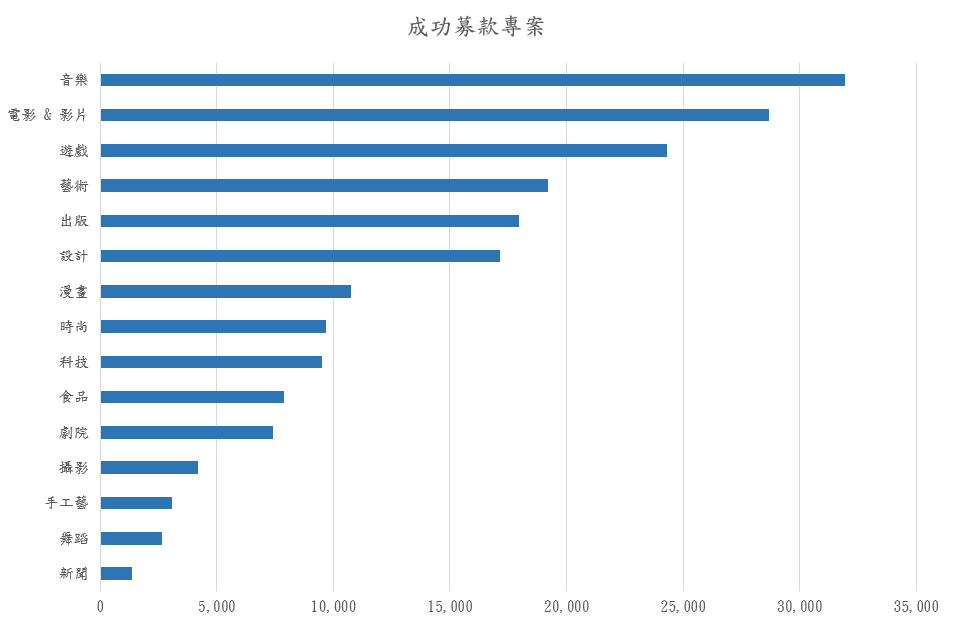 成功募款專案
音樂
電影 & 影片
遊戲
藝術
出版
設計
漫畫
時尚
科技
食品
劇院
攝影
手工藝
舞蹈
新聞
0 5,000 10,000 15,000 20,000 25,000 30,000 35,000